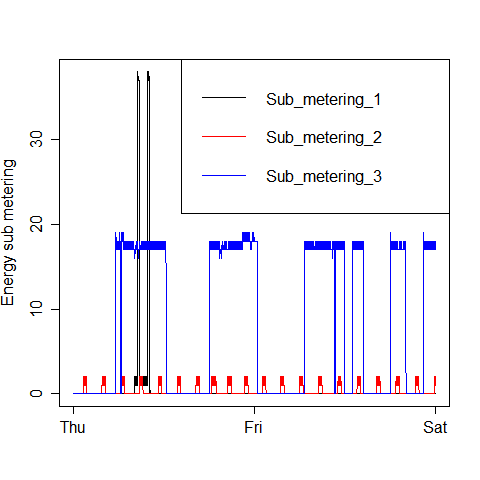 Sub_metering_1
Sub_metering_2
Sub_metering_3
Energy sub metering
30
20
10
0
Thu
Fri
Sat